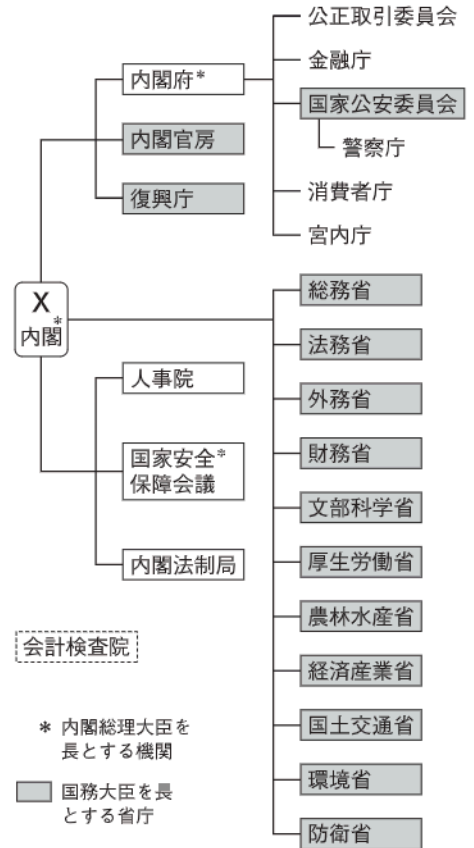 公正取引委員会
金融庁
内閣府*
国家公安委員会
内閣官房
警察庁
復興庁
消費者庁
宮内庁
X
内閣*
総務省
法務省
人事院
外務省
国家安全*
保障会議
財務省
文部科学省
内閣法制局
厚生労働省
農林水産省
会計検査院
経済産業省
* 内閣総理大臣を
長とする機関
国土交通省
国務大臣を長
とする省庁
環境省
防衛省